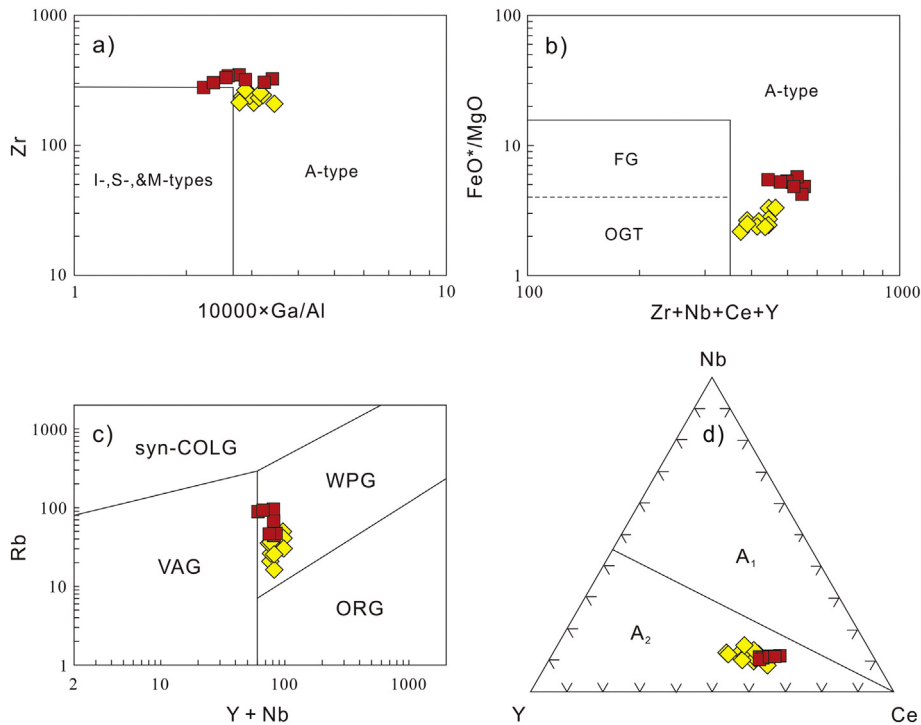 a)
1000
100
10
Zr
I-,S-,&M-types
A-type
1
10
10000×Ga/Al
b)
100
10
1
FeO*/MgO
A-type
FG
OGT
100
1000
Zr+Nb+Ce+Y
c)
1000
100
10
1
Rb
syn-COLG
WPG
VAG
ORG
2
10
100
1000
Y + Nb
Nb
d)
A1
A2
Y
Ce